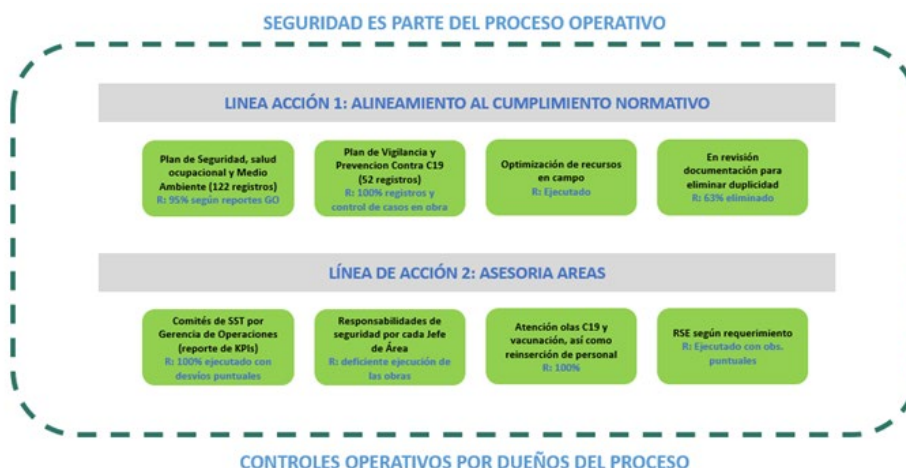 SEGURIDAD ES PARTE DEL PROCESO OPERATIVO
LINEA ACCIÓN 1: ALINEAMIENTO AL CUMPLIMIENTO NORMATIVO
Plan de Seguridad, salud
ocupacional y Medio
Ambiente (122 registros)
R: 95% según reportes GO
Plan de Vigilancia y
Prevencion Contra C19
(52 registros)
R: 100% registros y
control de casos en obra
Optimización de recursos
en campo
R: Ejecutado
En revisión
documentación para
eliminar duplicidad
R: 63% eliminado
LÍNEA DE ACCIÓN 2: ASESORIA AREAS
Comités de SST por
Gerencia de Operaciones
(reporte de KPIs)
R: 100% ejecutado con
desvíos puntuales
Responsabilidades de
seguridad por cada Jefe
de Área
R: deficiente ejecución de
las obras
Atención olas C19 y
vacunación, así como
reinserción de personal
R: 100%
RSE según requerimiento
R: Ejecutado con obs.
puntuales
CONTROLES OPERATIVOS POR DUEÑOS DEL PROCESO